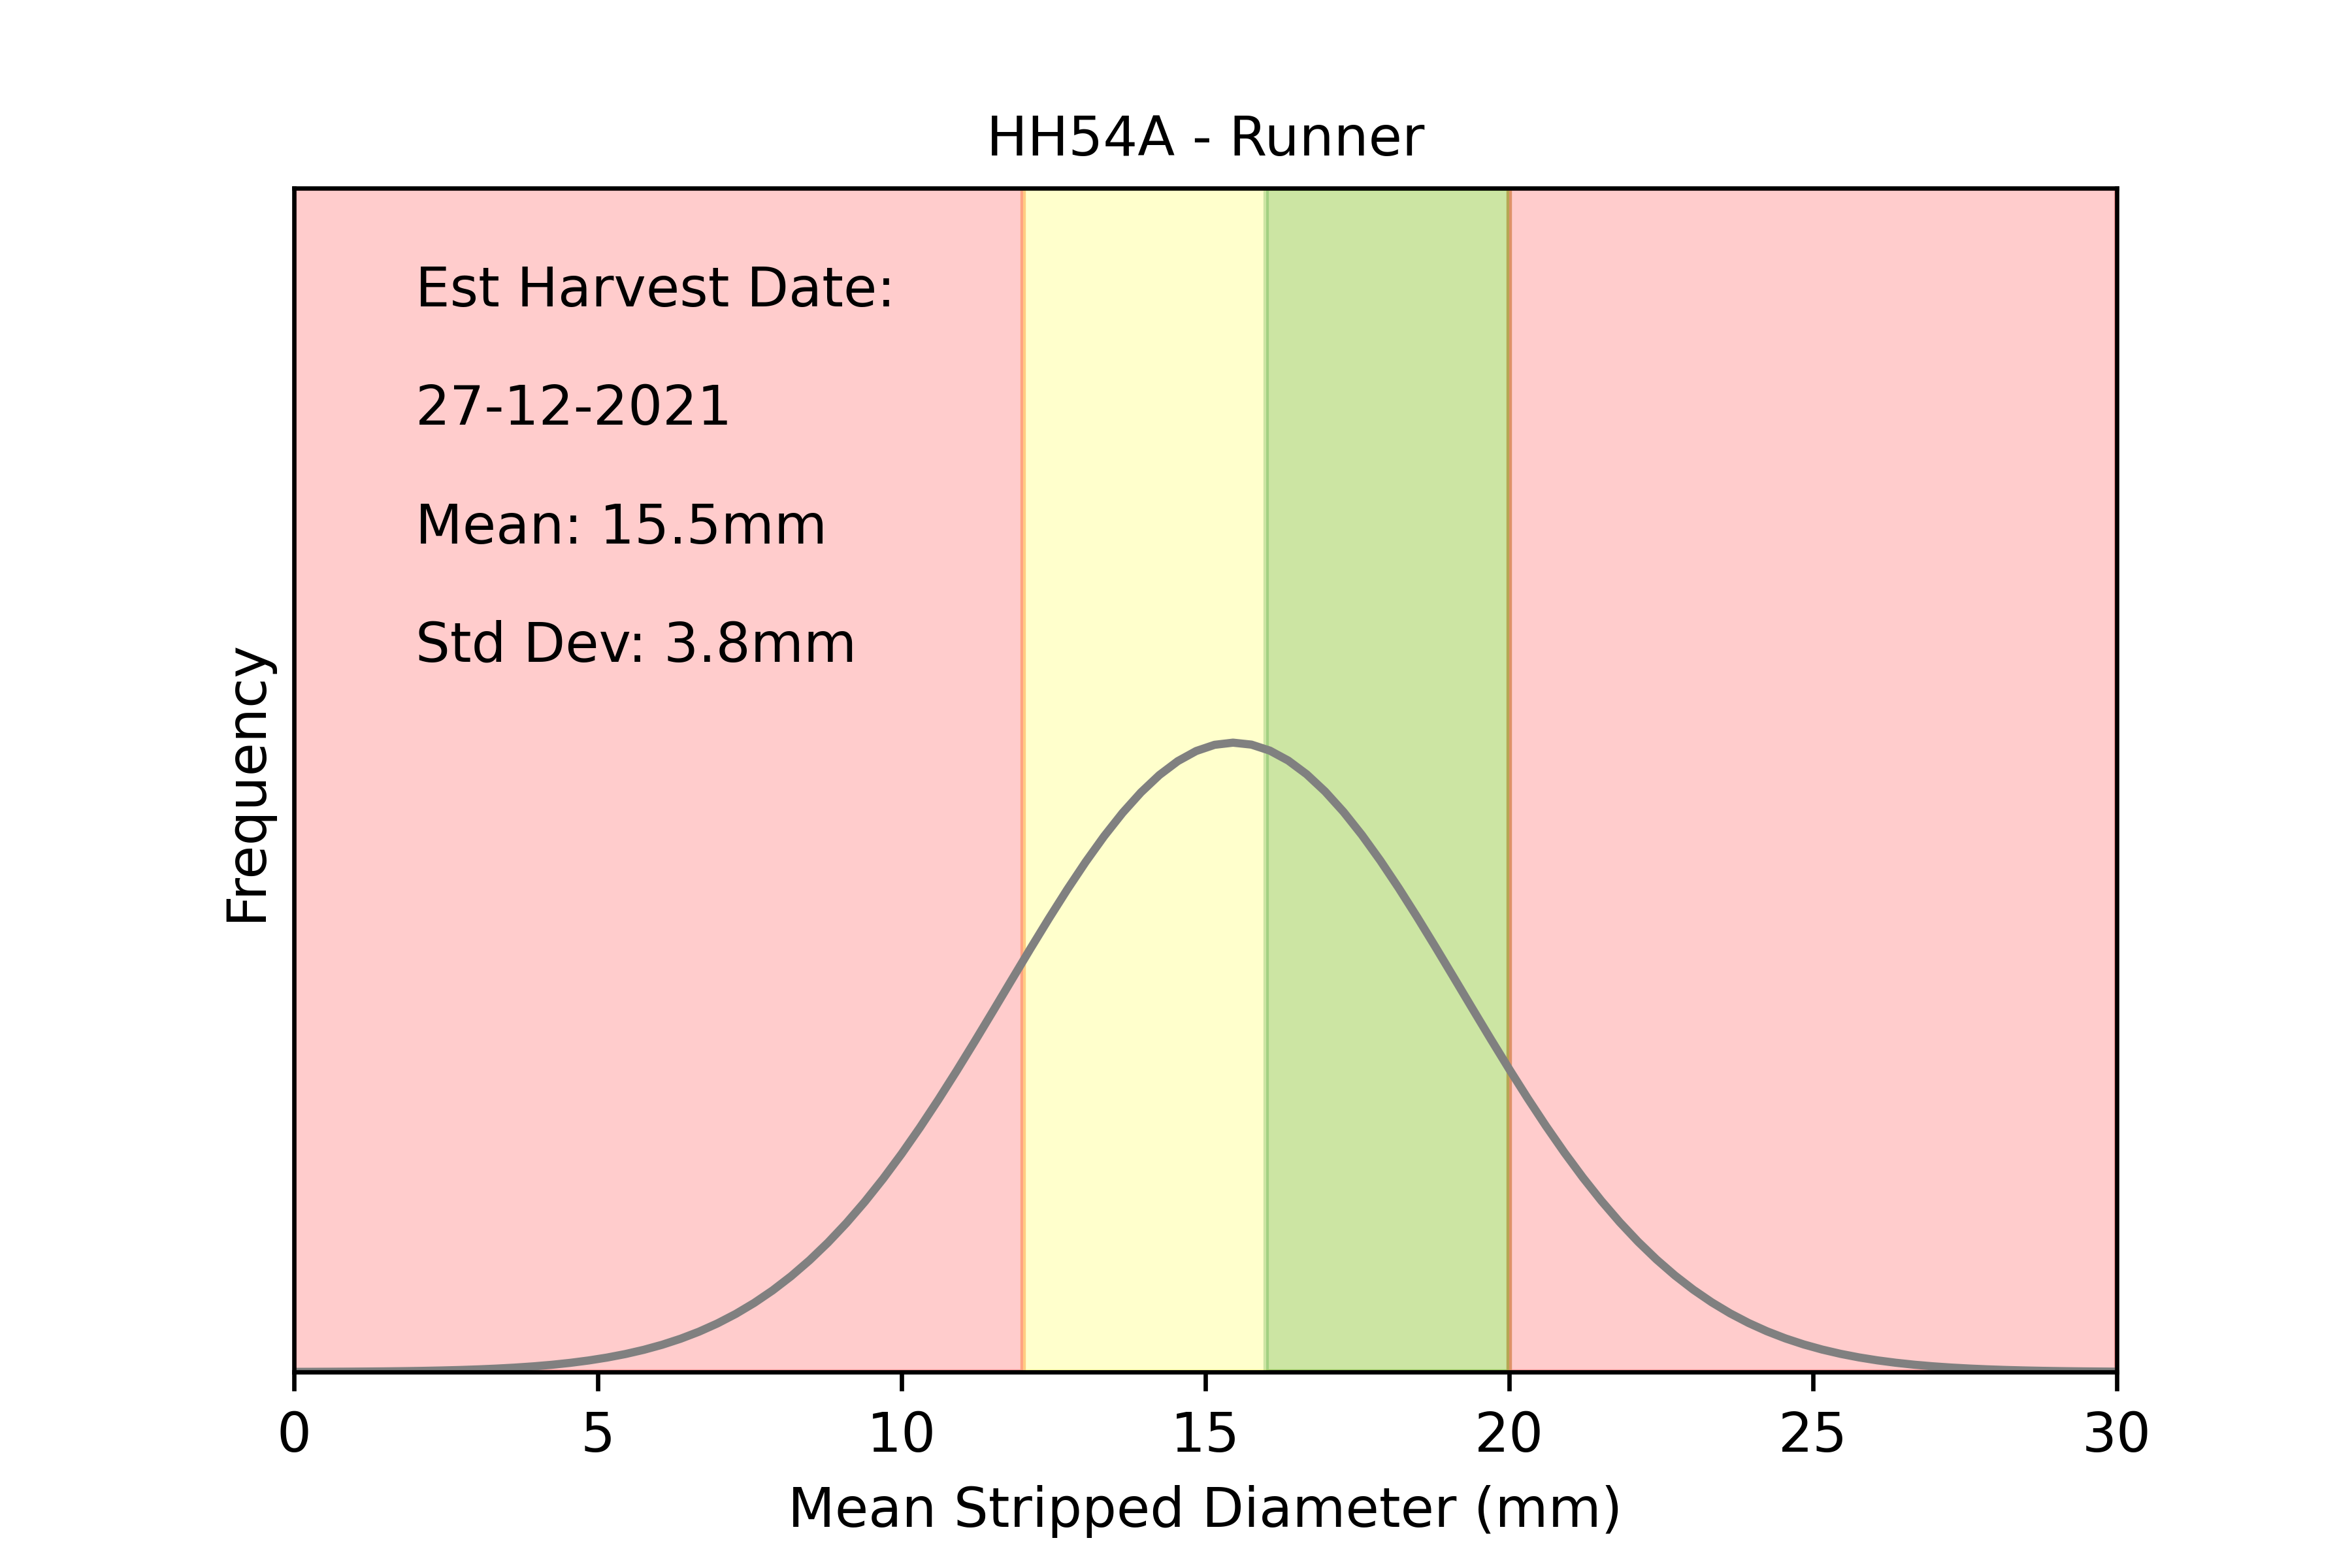 HH54A - Runner
Est Harvest Date:
27-12-2021
Mean: 15.5mm
Std Dev: 3.8mm
Frequency
0 5 10 15 20 25 30
Mean Stripped Diameter (mm)